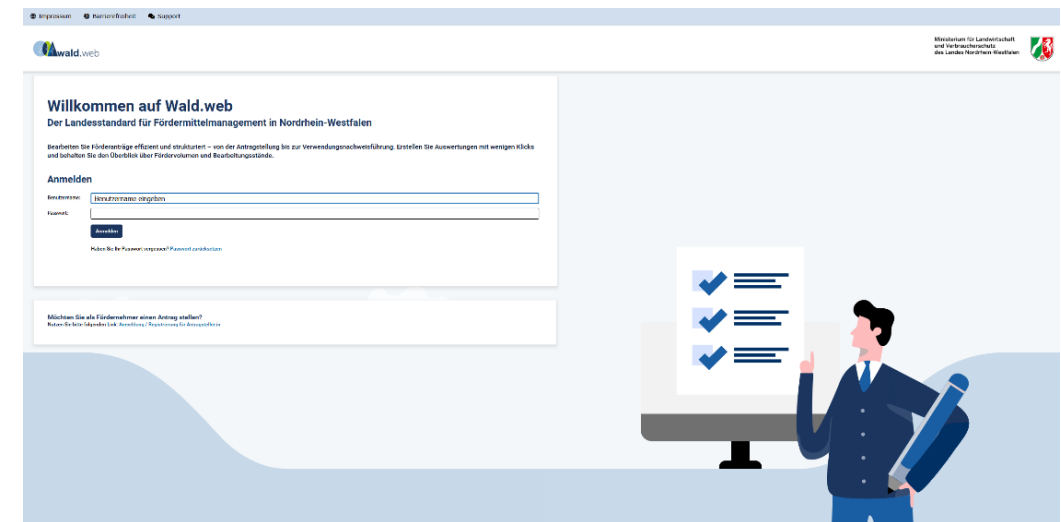 Impressum Barrierefreiheit Support
wald.web
Ministerium für Landwirtschaft
und Verbraucherschutz
des Landes Nordrhein-Westfalen
Willkommen auf Wald.web
Der Landesstandard für Fördermittelmanagement in Nordrhein-Westfalen
Bearbeiten Sie Förderanträge effizient und strukturiert – von der Antragstellung bis zur Verwendungsnachweisführung. Erstellen Sie Auswertungen mit wenigen Klicks
und behalten Sie den Überblick über Fördervolumen und Bearbeitungsstände.
Anmelden
Benutzername: Benutzername eingeben
Passwort:
Anmelden
Haben Sie Ihr Passwort vergessen? Passwort zurücksetzen
Möchten Sie als Fördernehmer einen Antrag stellen?
Nutzen Sie bitte folgenden Link: Anmeldung / Registrierung für Antragsteller:in